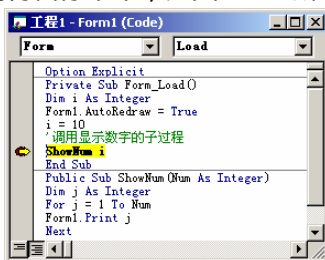 工程1 - Form1 (Code)
Form Load
Option Explicit
Private Sub Form_Load()
Dim i As Integer
Form1.AutoRedraw = True
i = 10
'调用显示数字的子过程
ShowNum i
End Sub
Public Sub ShowNum(Num As Integer)
Dim j As Integer
For j = 1 To Num
Form1.Print j
Next